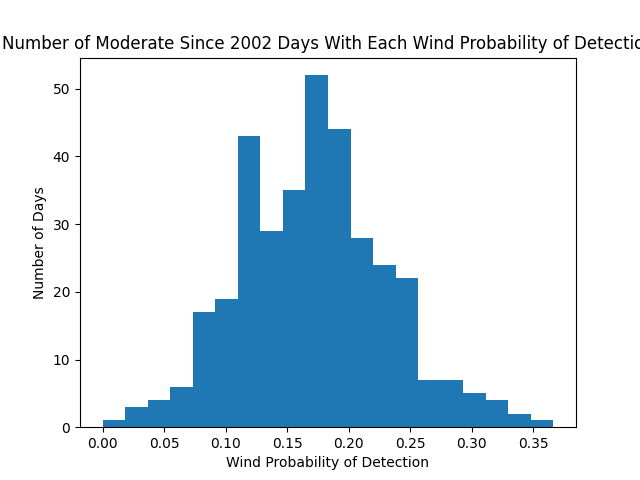 Number of Moderate Since 2002 Days With Each Wind Probability of Detectio
50
40
30
20
10
0
Number of Days
0.00 0.05 0.10 0.15 0.20 0.25 0.30 0.35
Wind Probability of Detection